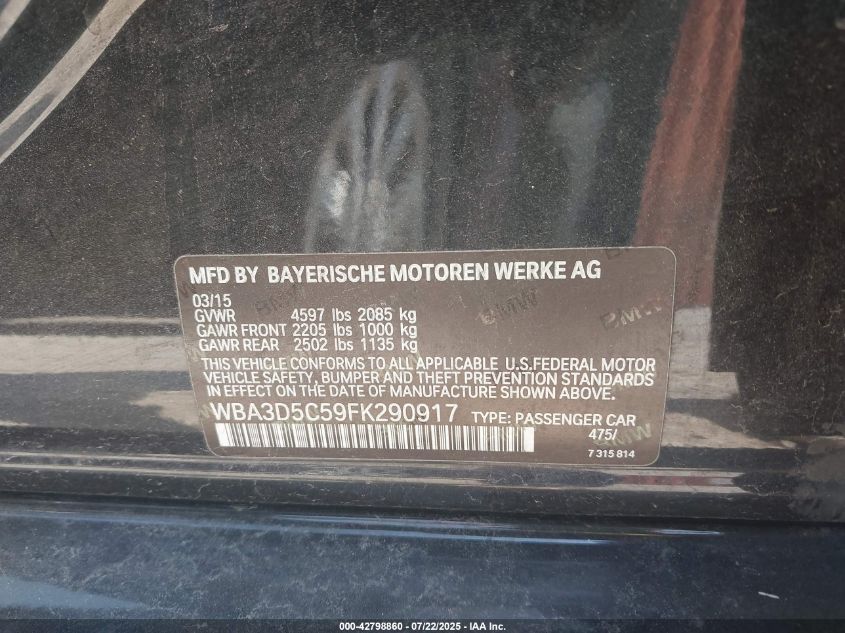 MFD BY BAYERISCHE MOTOREN WERKE AG
03/15
GVWR 4597 lbs 2085 kg
GAWR FRONT 2205 lbs 1000 kg
GAWR REAR 2502 lbs 1135 kg
THIS VEHICLE CONFORMS TO ALL APPLICABLE U.S.FEDERAL MOTOR
VEHICLE SAFETY, BUMPER AND THEFT PREVENTION STANDARDS
IN EFFECT ON THE DATE OF MANUFACTURE SHOWN ABOVE.
WBA3D5C59FK290917 TYPE: PASSENGER CAR
475/
7 315 814
000-42798860 - 07/22/2025 - IAA Inc.